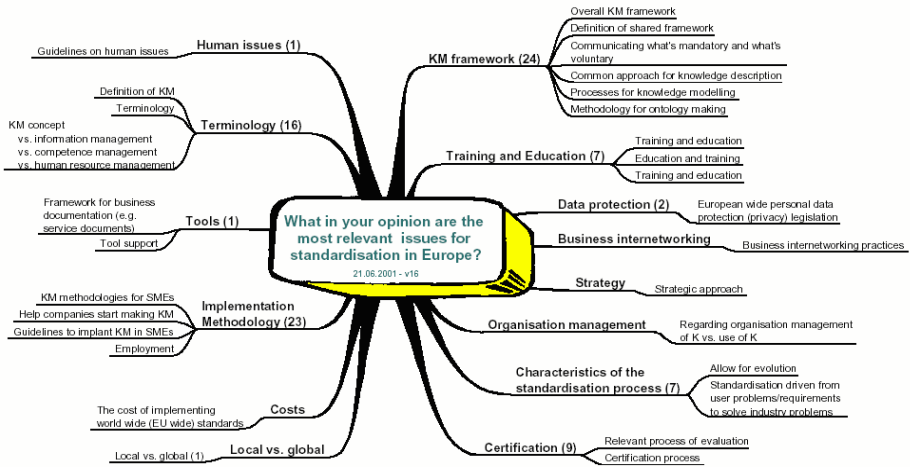 What in your opinion are the
most relevant issues for
standardisation in Europe?
21.06.2001 - v16
Human issues (1)
Guidelines on human issues
Terminology (16)
Definition of KM
Terminology
KM concept
vs. information management
vs. competence management
vs. human resource management
Tools (1)
Framework for business
documentation (e.g.
service documents)
Tool support
Implementation
Methodology (23)
KM methodologies for SMEs
Help companies start making KM
Guidelines to implant KM in SMEs
Employment
Costs
The cost of implementing
world wide (EU wide) standards
Local vs. global
Local vs. global (1)
KM framework (24)
Overall KM framework
Definition of shared framework
Communicating what's mandatory and what's
voluntary
Common approach for knowledge description
Processes for knowledge modelling
Methodology for ontology making
Training and Education (7)
Training and education
Education and training
Training and education
Data protection (2)
European wide personal data
protection (privacy) legislation
Business internetworking
Business internetworking practices
Strategy
Strategic approach
Organisation management
Regarding organisation management
of K vs. use of K
Characteristics of the
standardisation process (7)
Allow for evolution
Standardisation driven from
user problems/requirements
to solve industry problems
Certification (9)
Relevant process of evaluation
Certification process